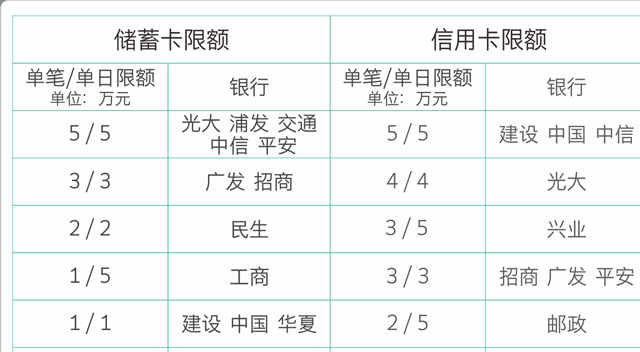 储蓄卡限额 信用卡限额
单笔/单日限额 银行 单笔/单日限额 银行
单位：万元 单位：万元
5/5 光大 浦发 交通 5/5 建设 中国 中信
中信 平安
3/3 广发 招商 4/4 光大
2/2 民生 3/5 兴业
1/5 工商 3/3 招商 广发 平安
1/1 建设 中国 华夏 2/5 邮政